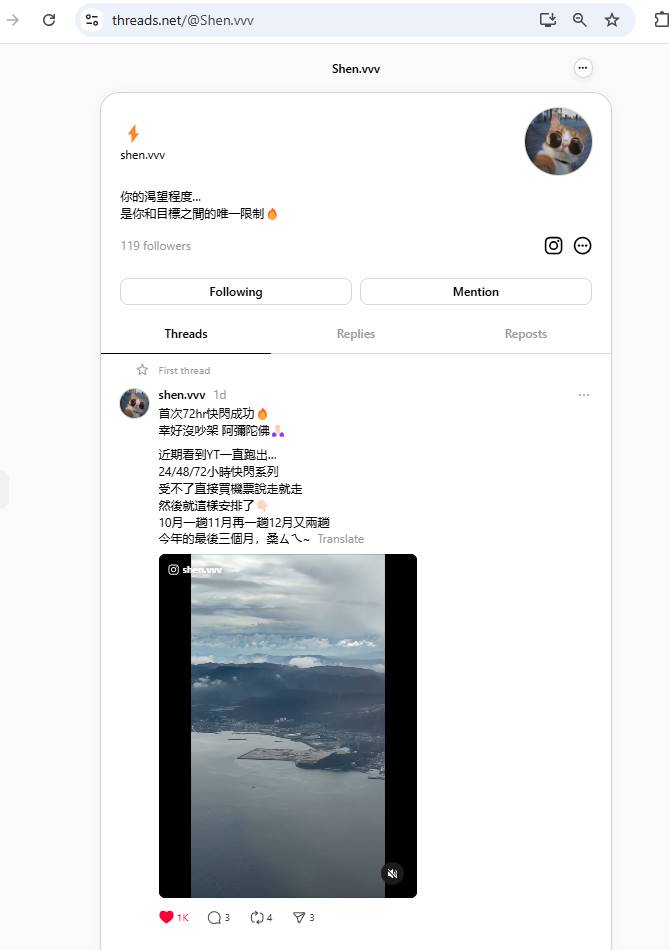 threads.net/@Shen.vvv
Shen.vvv
shen.vvv
你的渴望程度...
是你和目標之間的唯一限制🔥
119 followers
Following
Mention
Threads
Replies
Reposts
First thread
shen.vvv 1d
首次72hr快閃成功🔥
幸好沒吵架 阿彌陀佛🙏🏻
近期看到YT一直跑出...
24/48/72小時快閃系列
受不了直接買機票說走就走
然後就這樣安排了👇🏻
10月一趟11月再一趟12月又兩趟
今年的最後三個月，桑ㄙㄟ~ Translate
shen.vvv
1K 3 4 3